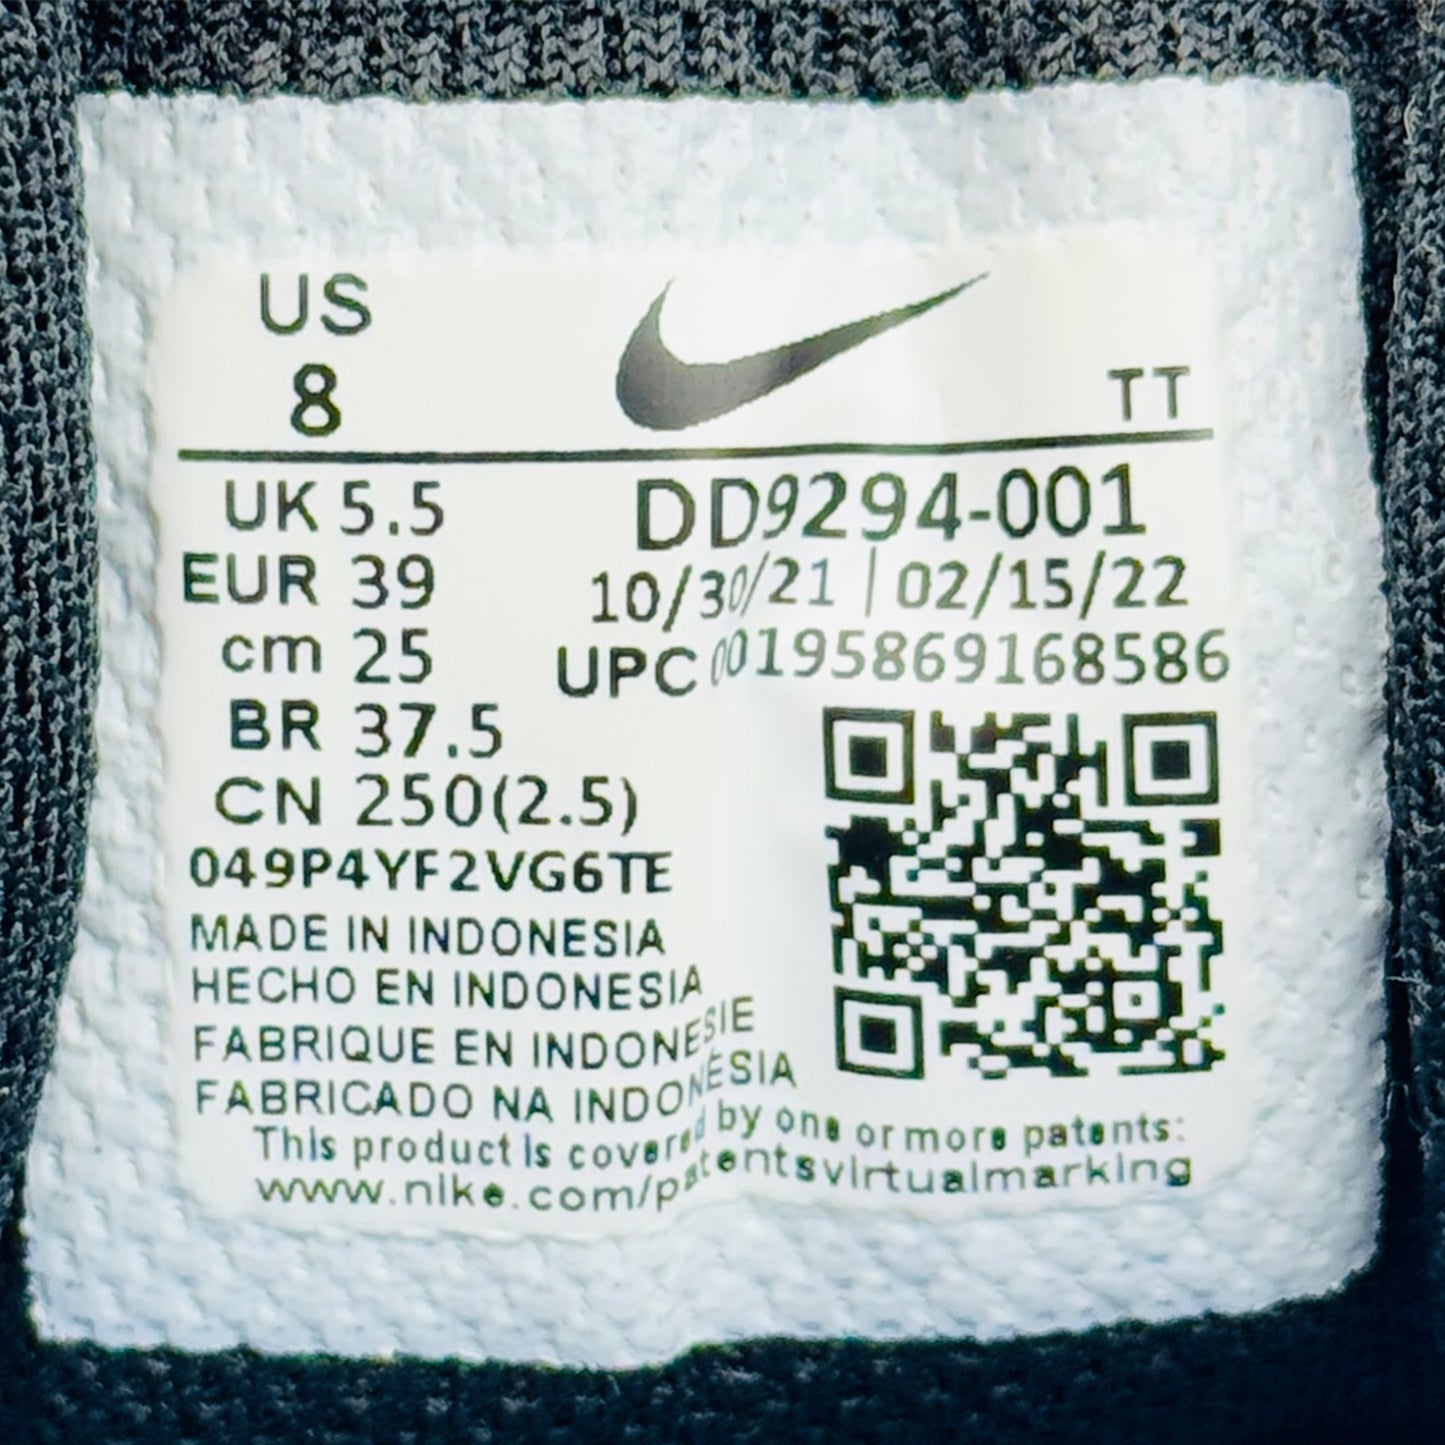 US
8
TT
UK 5.5
EUR 39
cm 25
BR 37.5
CN 250(2.5)
DD9294-001
10/30/21 | 02/15/22
UPC 00195869168586
049P4YF2VG6TE
MADE IN INDONESIA
HECHO EN INDONESIA
FABRIQUE EN INDONESIE
FABRICADO NA INDONÉSIA
This product is covered by one or more patents:
www.nike.com/patentsvirtualmarking